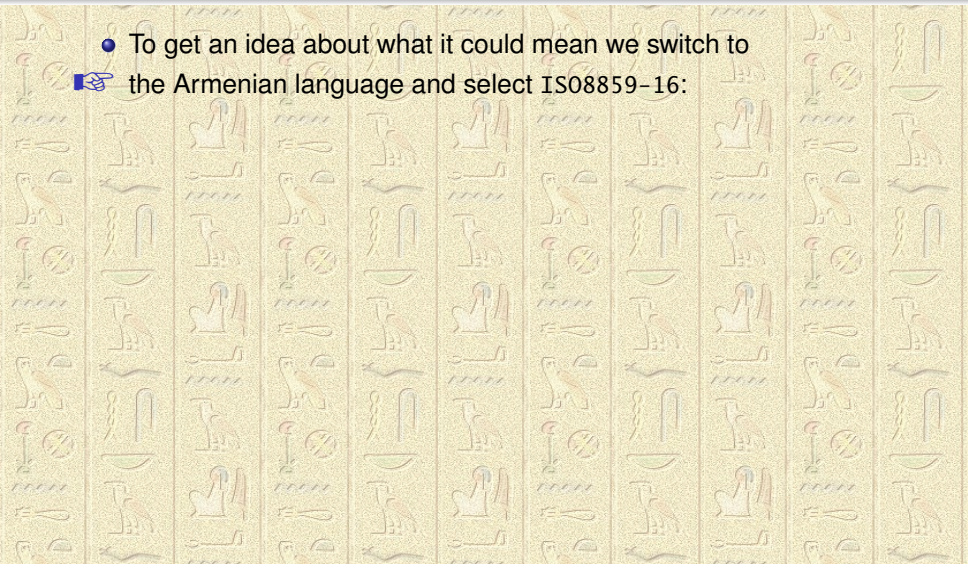 • To get an idea about what it could mean we switch to
☞ the Armenian language and select ISO8859-16: